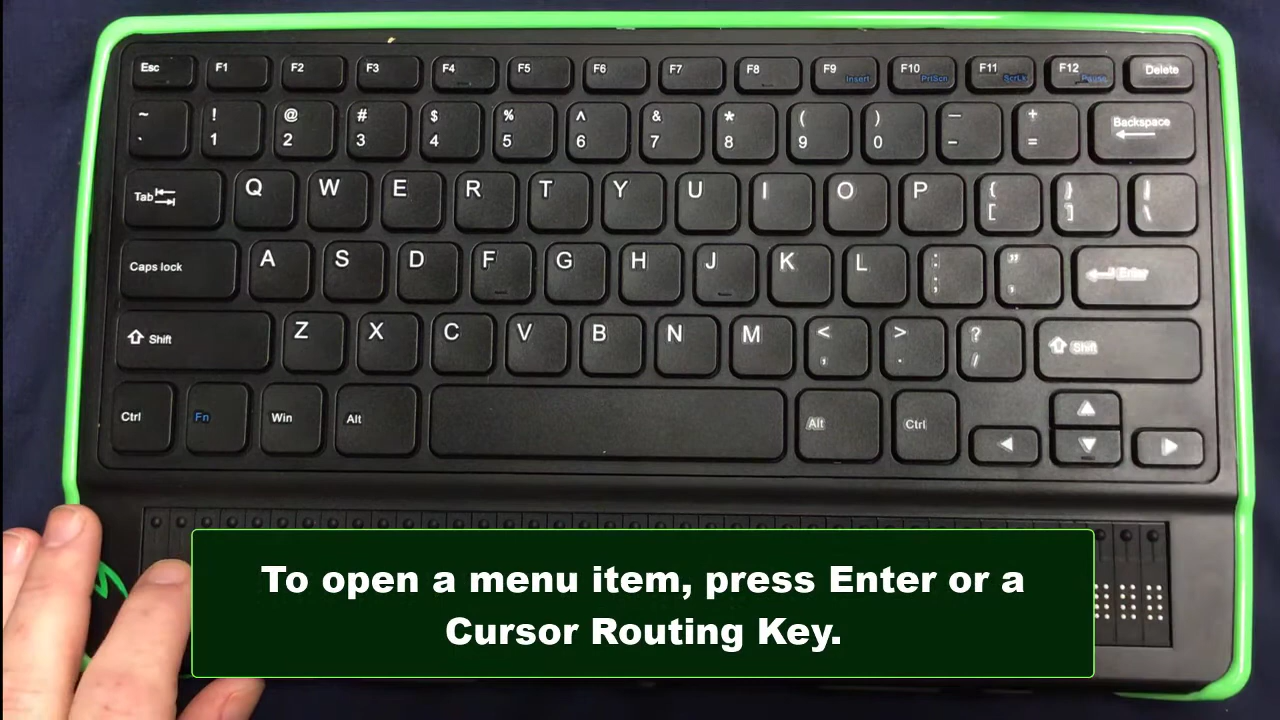 Esc F1 F2 F3 F4 F5 F6 F7 F8 F9 Insert F10 PrtScn F11 ScrLk F12 Pause Delete
~ ` ! 1 @ 2 # 3 $ 4 % 5 ^ 6 & 7 * 8 ( 9 ) 0 — - + = Backspace
Tab Q W E R T Y U I O P { [ } ] | \
Caps lock A S D F G H J K L : ; " ' Enter
Shift Z X C V B N M < , > . ? / Shift
Ctrl Fn Win Alt Alt Ctrl
To open a menu item, press Enter or a
Cursor Routing Key.